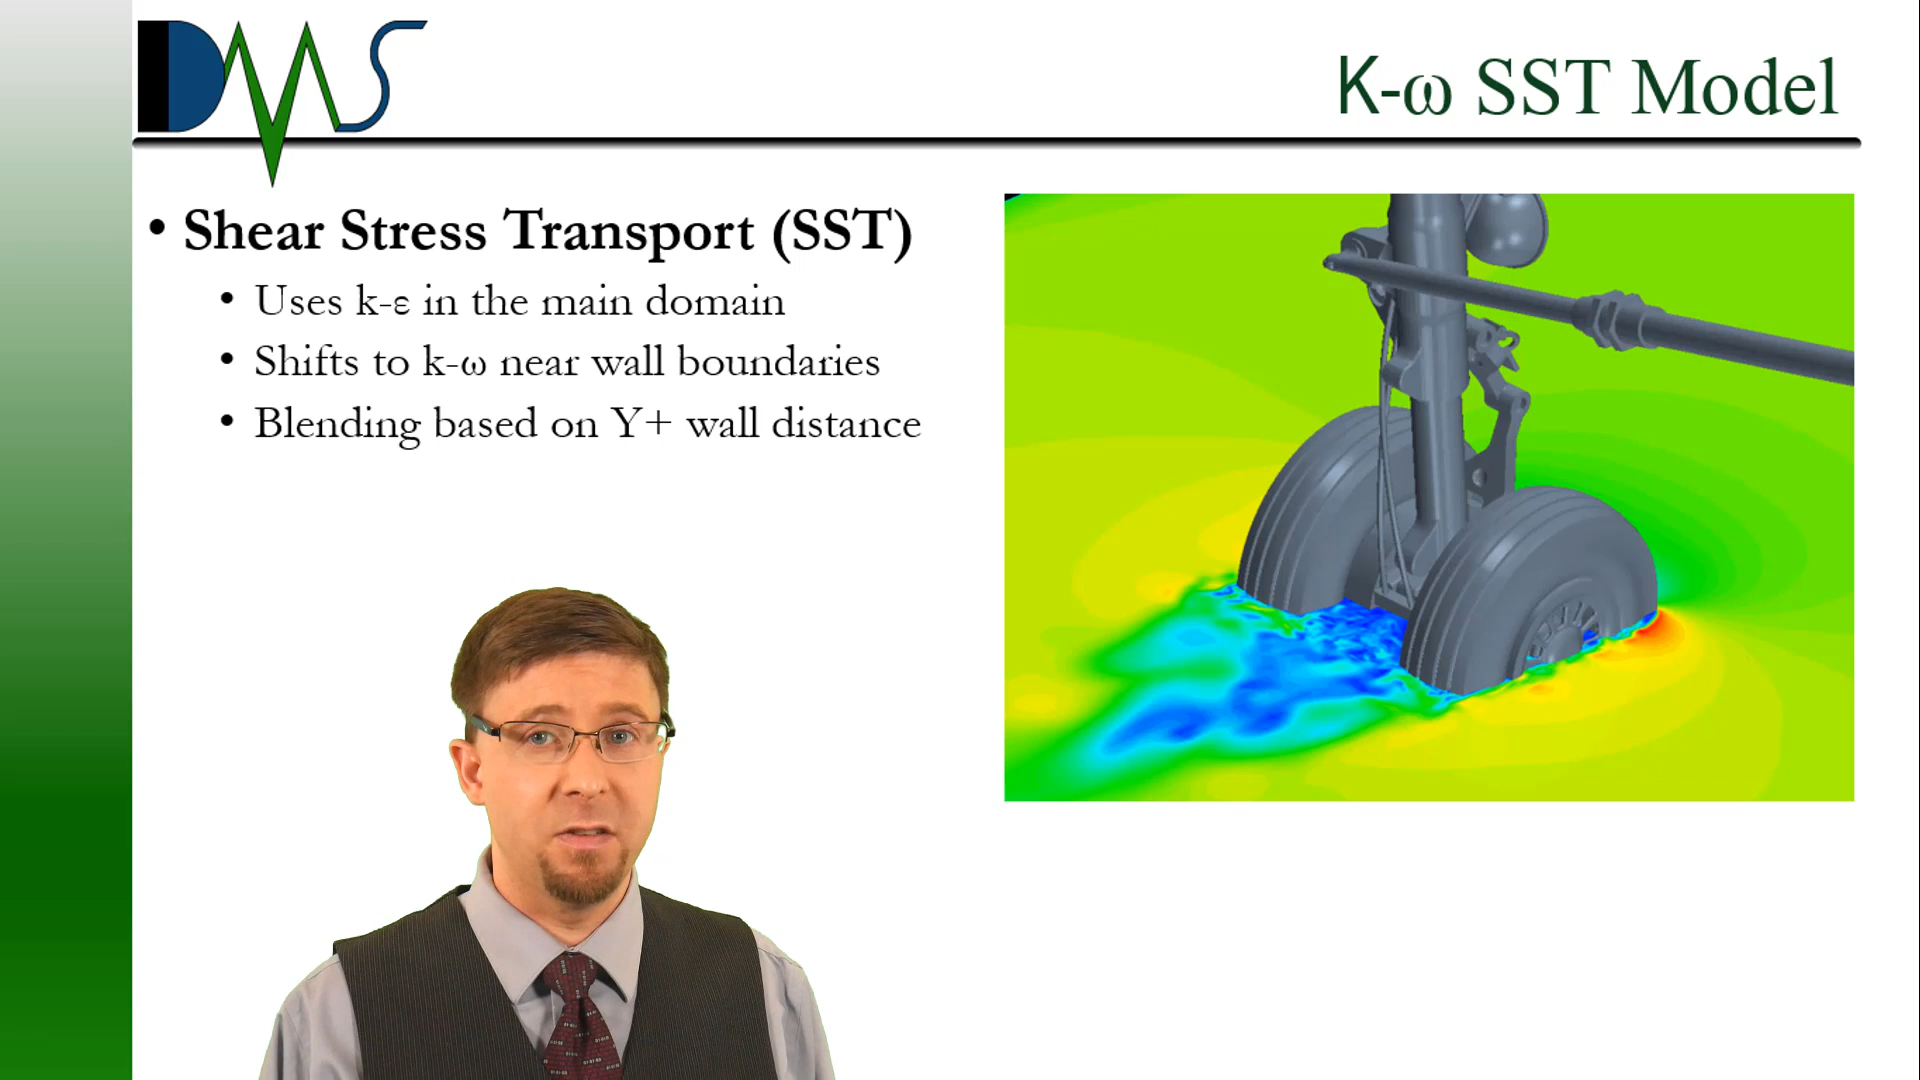 DMS
K-ω SST Model
• Shear Stress Transport (SST)
• Uses k-ε in the main domain
• Shifts to k-ω near wall boundaries
• Blending based on Y+ wall distance